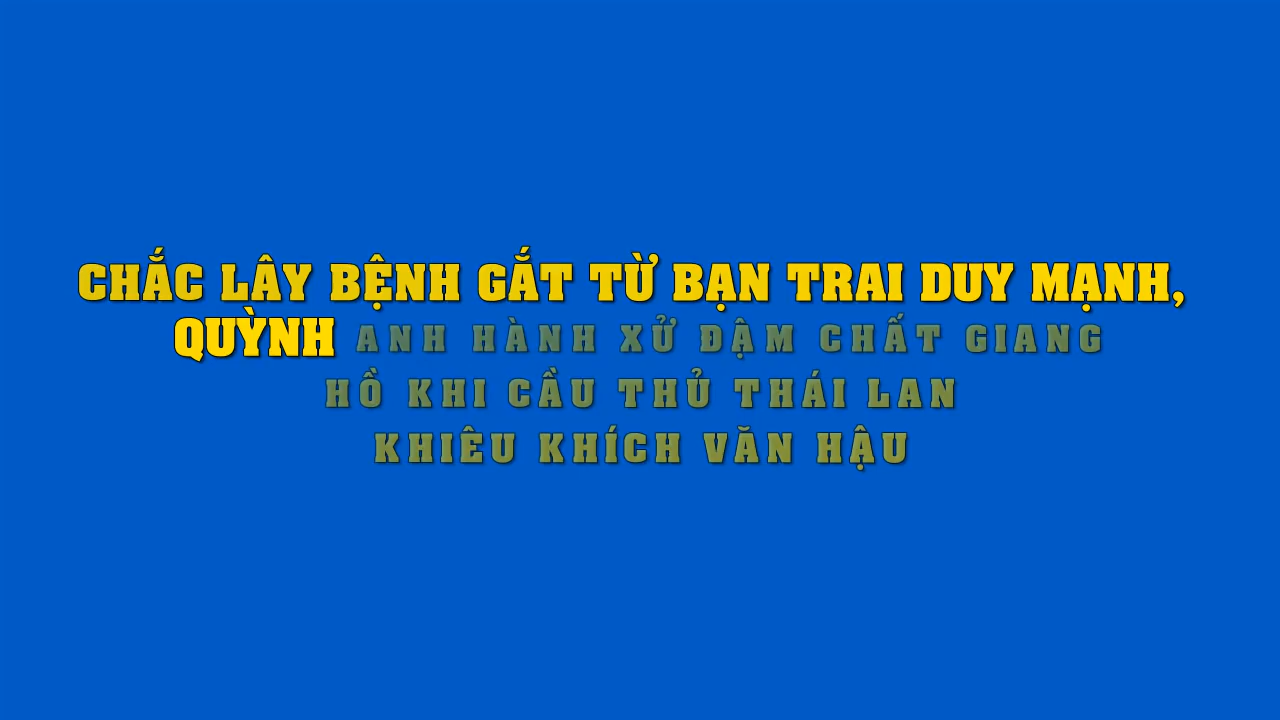 CHẮC LÂY BỆNH GẮT TỪ BẠN TRAI DUY MẠNH,
QUỲNH ANH HÀNH XỬ ĐẬM CHẤT GIANG
HỒ KHI CẦU THỦ THÁI LAN
KHIÊU KHÍCH VĂN HẬU